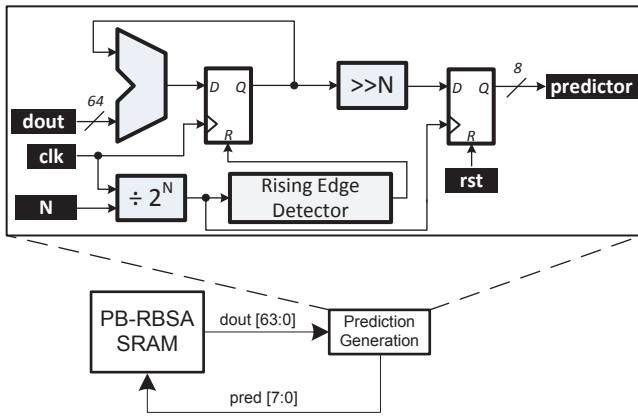 64
dout
clk
N
÷ 2^N
D Q
R
Rising Edge
Detector
>>N
D Q
R
rst
8
predictor
PB-RBSA
SRAM
dout [63:0]
Prediction
Generation
pred [7:0]